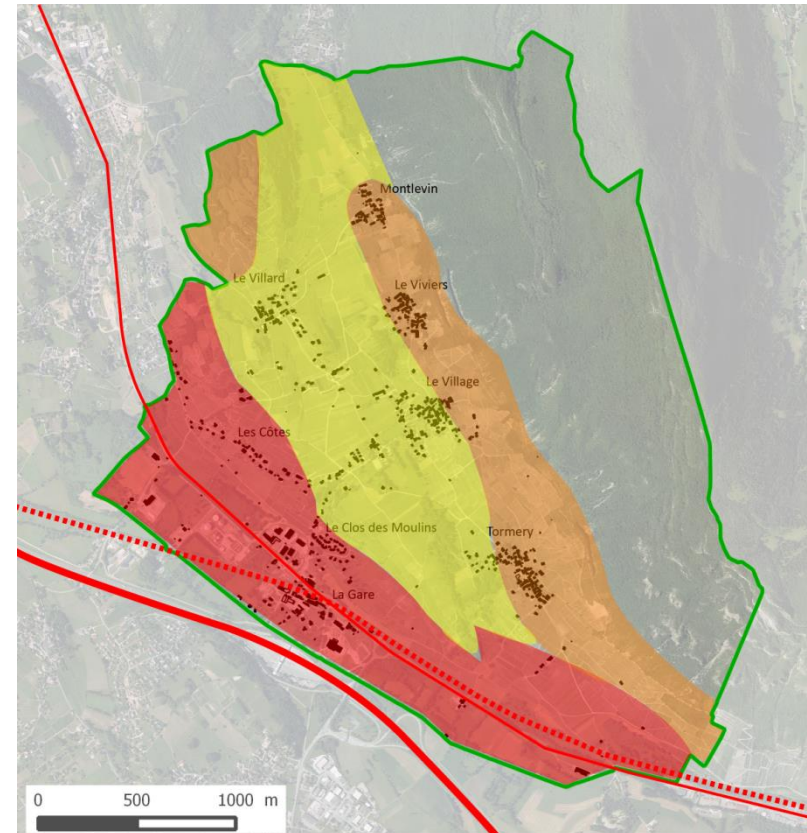 Montlevin
Le Villard
Le Viviers
Le Village
Les Côtes
Le Clos des Moulins
Tormery
La Gare
0 500 1000 m